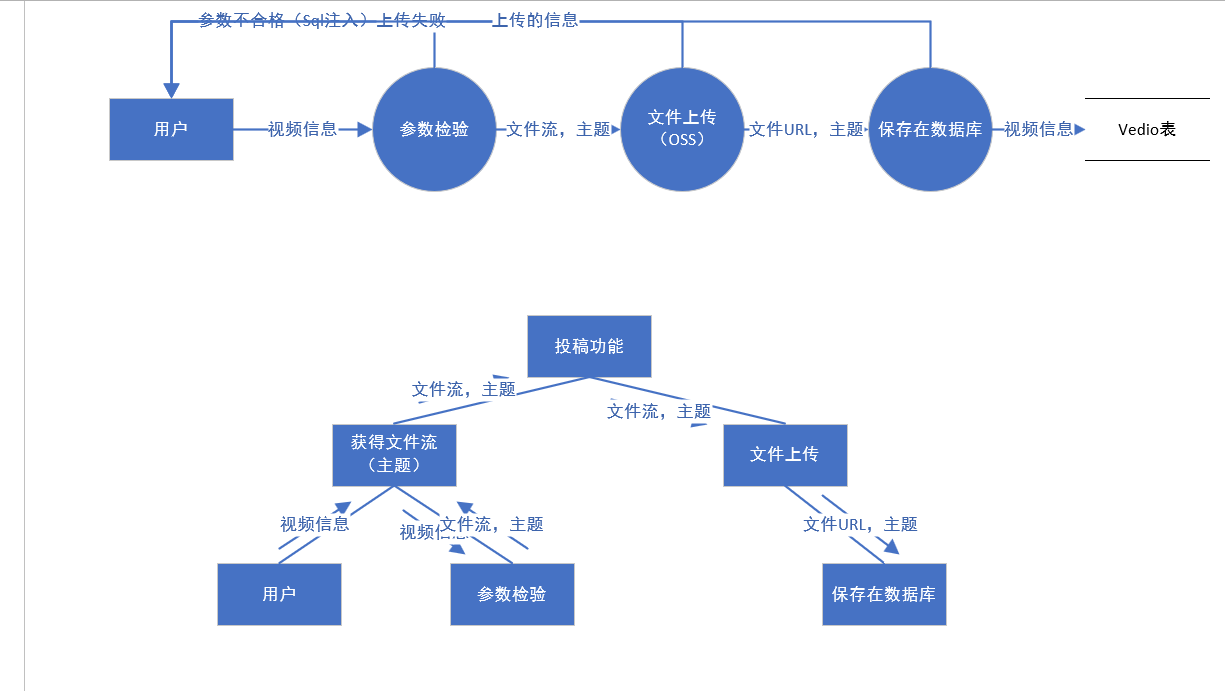 参数不合格（Sql注入）上传失败
上传的信息
用户
视频信息
参数检验
文件流，主题
文件上传
（OSS）
文件URL，主题
保存在数据库
视频信息
Vedio表
投稿功能
文件流，主题
文件流，主题
获得文件流
（主题）
文件上传
视频信息
视频信息
文件流，主题
文件URL，主题
用户
参数检验
保存在数据库